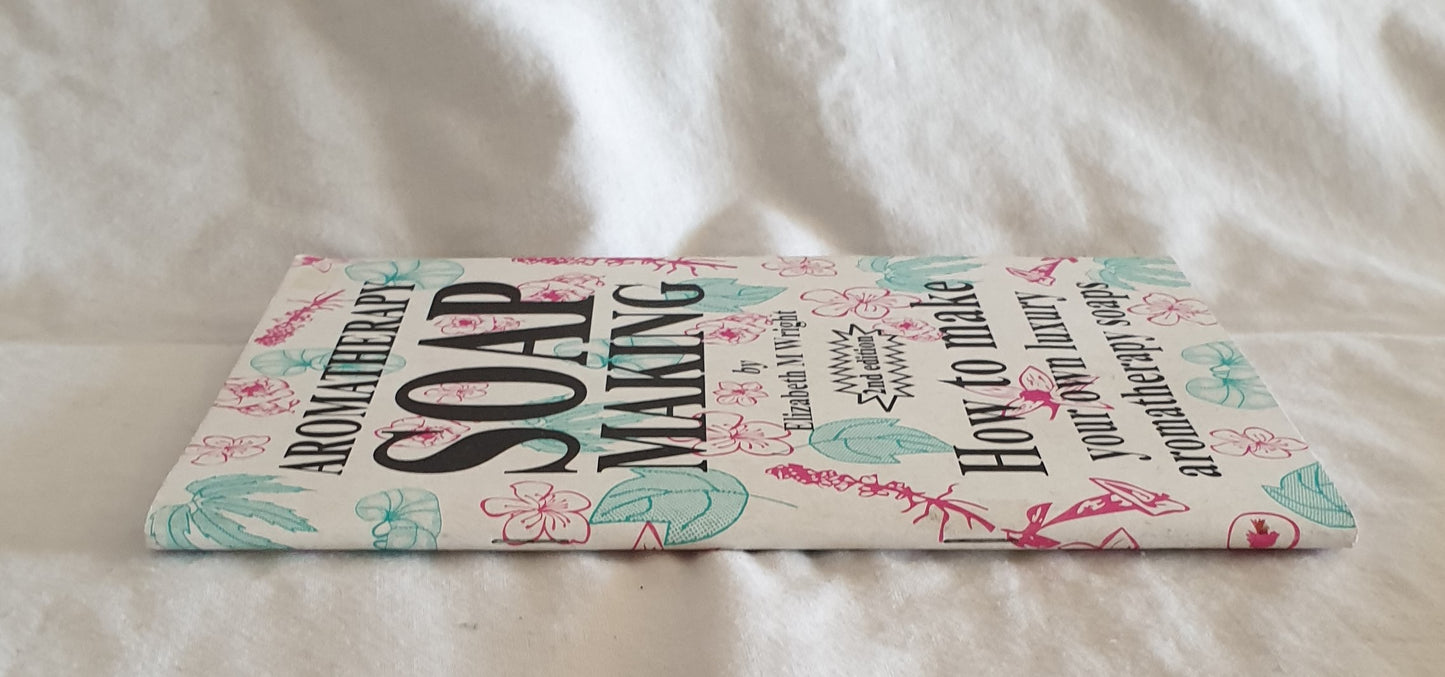 AROMATHERAPY
SOAP
MAKING
by
Elizabeth M Wright
2nd edition
How to make
your own luxury
aromatherapy soaps